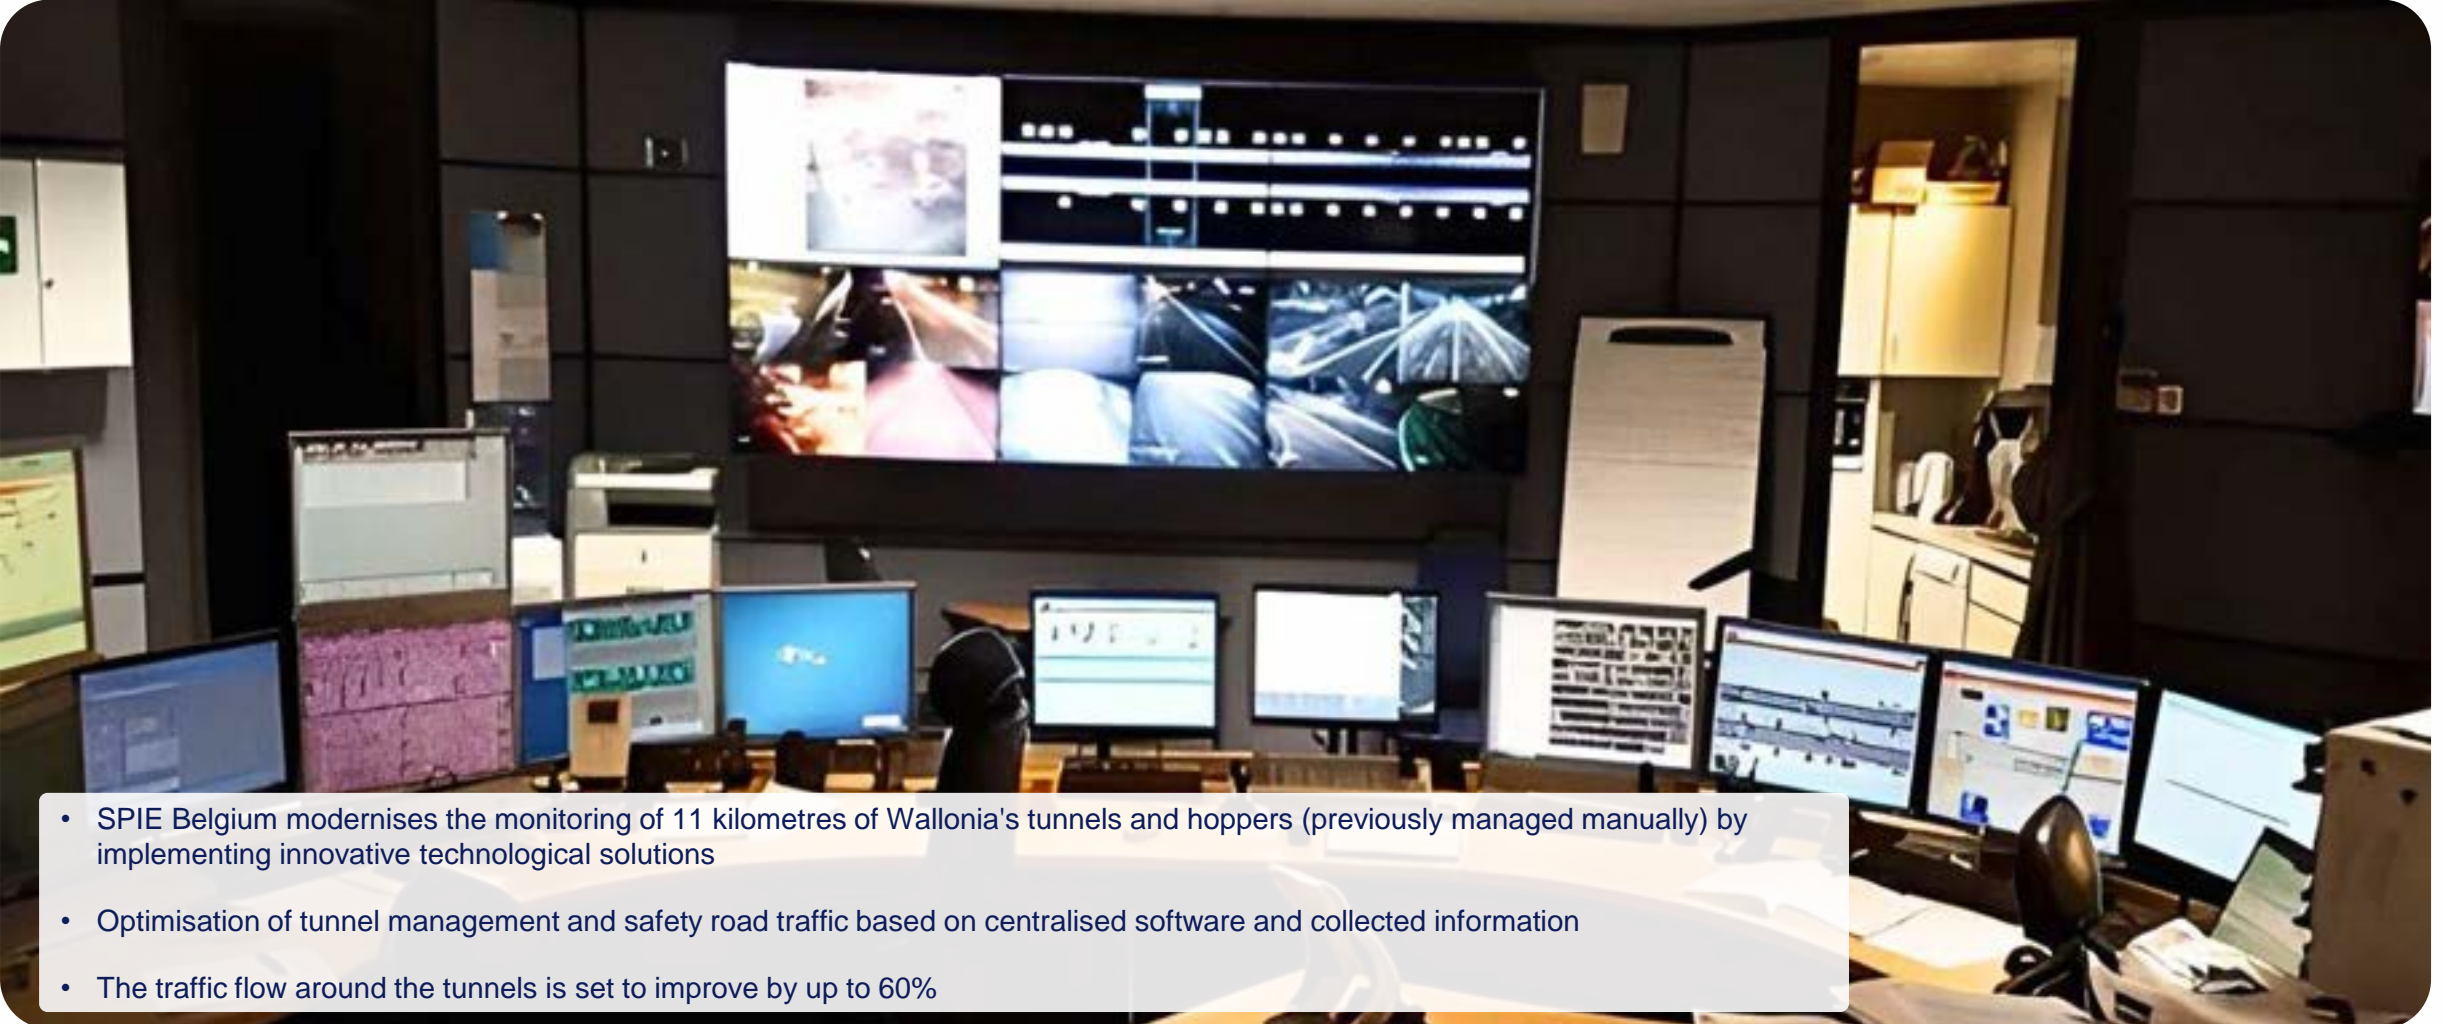 • SPIE Belgium modernises the monitoring of 11 kilometres of Wallonia's tunnels and hoppers (previously managed manually) by
implementing innovative technological solutions
• Optimisation of tunnel management and safety road traffic based on centralised software and collected information
• The traffic flow around the tunnels is set to improve by up to 60%